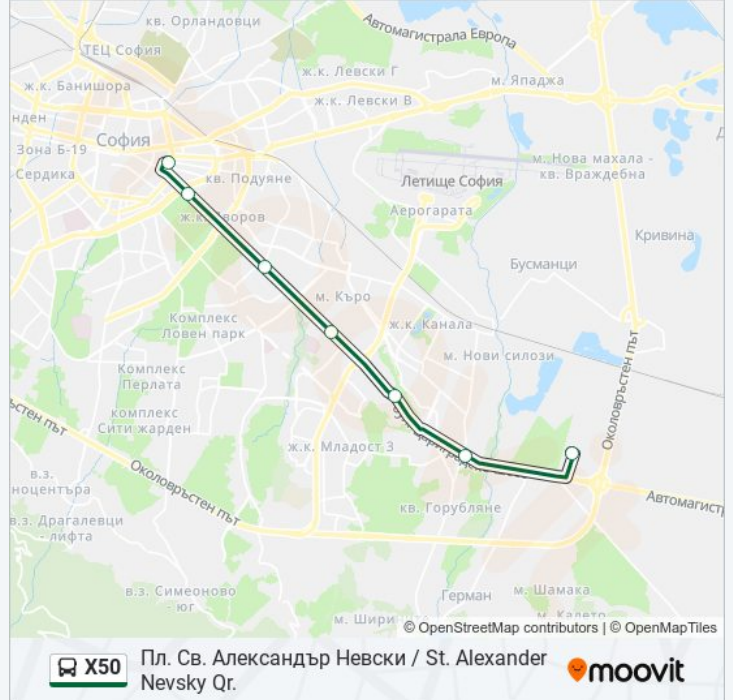 кв. Орландовци
Автомагистрала Европа
ТЕЦ София
ж.к. Левски Г
ж.к. Банишора
м. Япаджа
ж.к. Левски В
София
Зона Б-19
м. Нова махала -
кв. Враждебна
Сердика
кв. Подуяне
Летище София
Аерогарата
Кривина
Бусманци
м. Къро
Комплекс
Ловен парк
ж.к. Канала
м. Нови силози
Околовръстен път
Комплекс
Перлата
комплекс
Сити жарден
ж.к. Младост 3
Околовръстен път
в.з.
кв. Горубляне
в.з. Драгалевци
- лифта
в.з. Симеоново
- юг
Герман
м. Шамака
© OpenStreetMap contributors | © OpenMapTiles
X50
Пл. Св. Александър Невски / St. Alexander
Nevsky Qr.
moovit